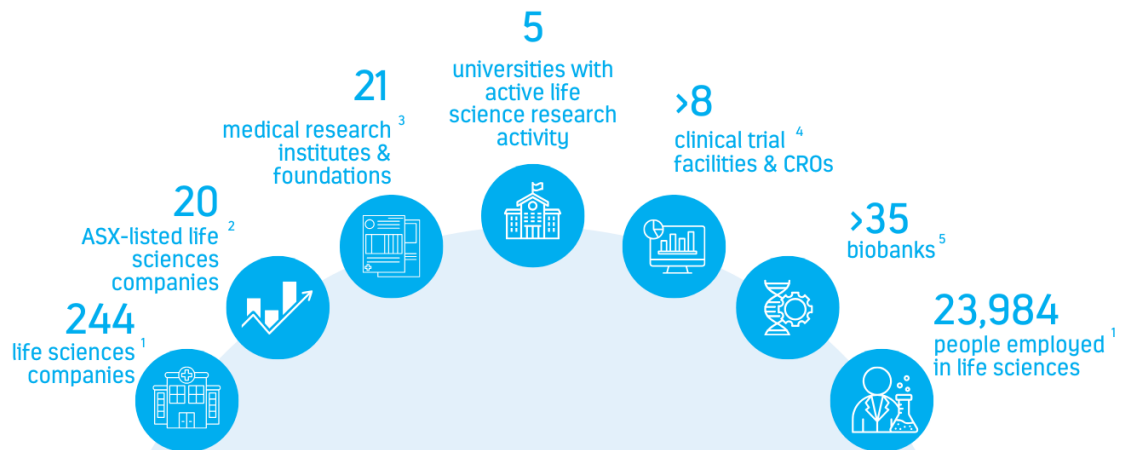 244
life sciences 1
companies
20
ASX-listed life 2
sciences
companies
21
medical research 3
institutes &
foundations
5
universities with
active life
science research
activity
>8
clinical trial 4
facilities & CROs
>35
biobanks 5
23,984
people employed 1
in life sciences